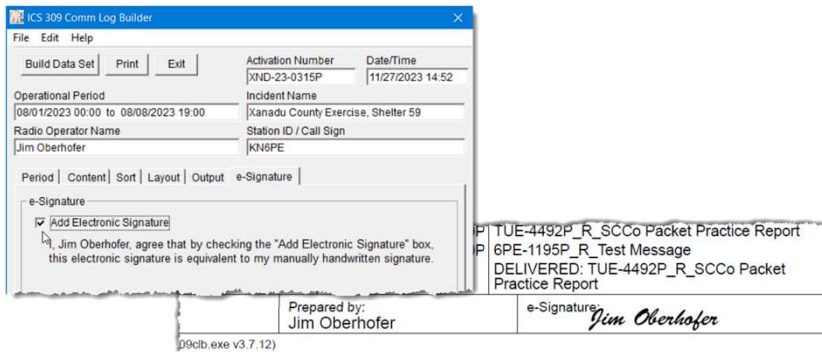 ICS 309 Comm Log Builder
File Edit Help
Build Data Set Print Exit
Activation Number Date/Time
XND-23-0315P 11/27/2023 14:52
Operational Period Incident Name
08/01/2023 00:00 to 08/08/2023 19:00 Xanadu County Exercise, Shelter 59
Radio Operator Name Station ID / Call Sign
Jim Oberhofer KN6PE
Period Content Sort Layout Output e-Signature
e-Signature
Add Electronic Signature
I, Jim Oberhofer, agree that by checking the "Add Electronic Signature" box,
this electronic signature is equivalent to my manually handwritten signature.
P TUE-4492P_R_SCCo Packet Practice Report
P 6PE-1195P_R_Test Message
DELIVERED: TUE-4492P_R_SCCo Packet
Practice Report
Prepared by: e-Signature:
Jim Oberhofer Jim Oberhofer
09clb.exe v3.7.12)